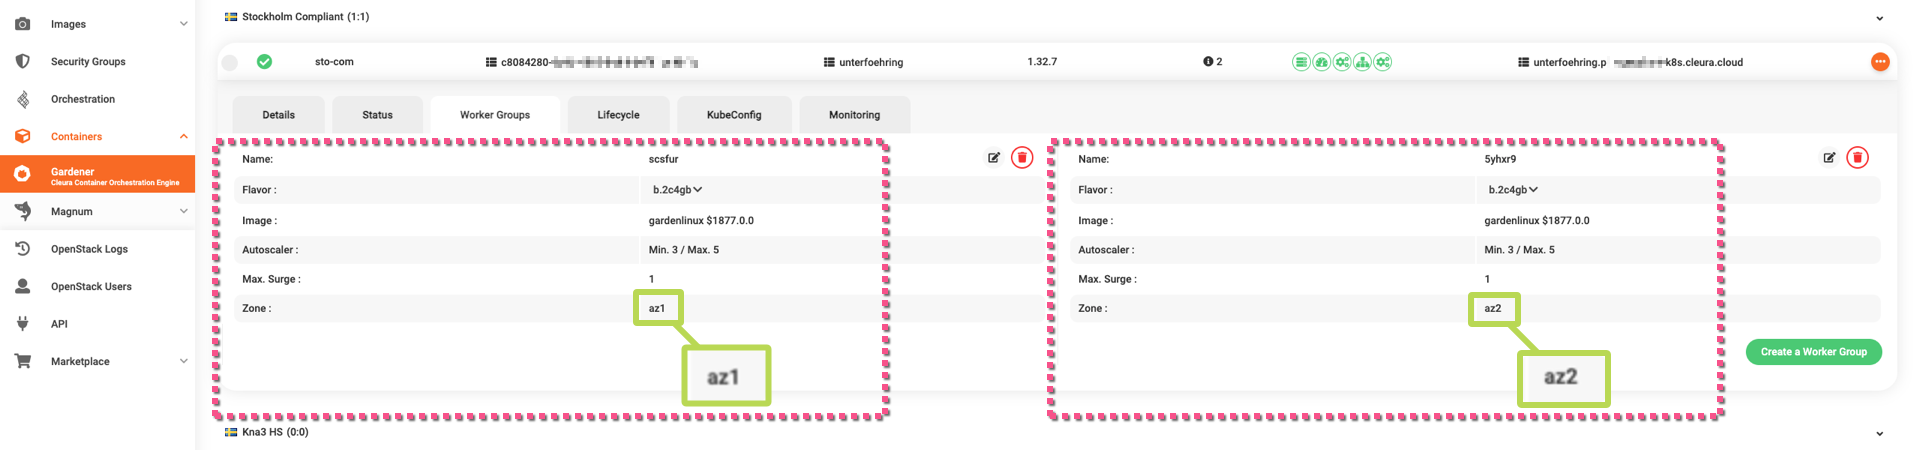 Images
Security Groups
Orchestration
Containers
Gardener
Cleura Container Orchestration Engine
Magnum
OpenStack Logs
OpenStack Users
API
Marketplace
Stockholm Compliant (1:1)
sto-com c8084280- unterfoehring 1.32.7 2 unterfoehring.p k8s.cleura.cloud
Details Status Worker Groups Lifecycle KubeConfig Monitoring
Name: scsfur
Flavor : b.2c4gb
Image : gardenlinux $1877.0.0
Autoscaler : Min. 3 / Max. 5
Max. Surge : 1
Zone : az1
az1
Name: 5yhxr9
Flavor : b.2c4gb
Image : gardenlinux $1877.0.0
Autoscaler : Min. 3 / Max. 5
Max. Surge : 1
Zone : az2
az2
Create a Worker Group
Kna3 HS (0:0)